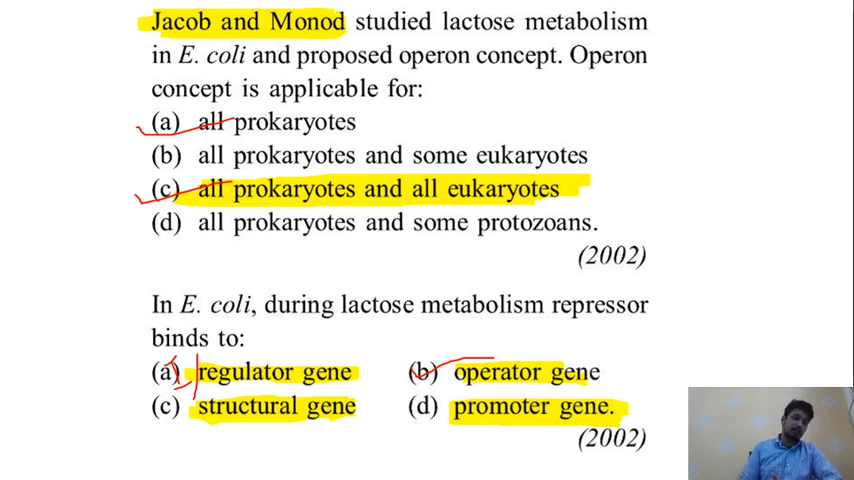 Jacob and Monod studied lactose metabolism
in E. coli and proposed operon concept. Operon
concept is applicable for:
(a) all prokaryotes
(b) all prokaryotes and some eukaryotes
(c) all prokaryotes and all eukaryotes
(d) all prokaryotes and some protozoans.
(2002)
In E. coli, during lactose metabolism repressor
binds to:
(a) regulator gene (b) operator gene
(c) structural gene (d) promoter gene.
(2002)